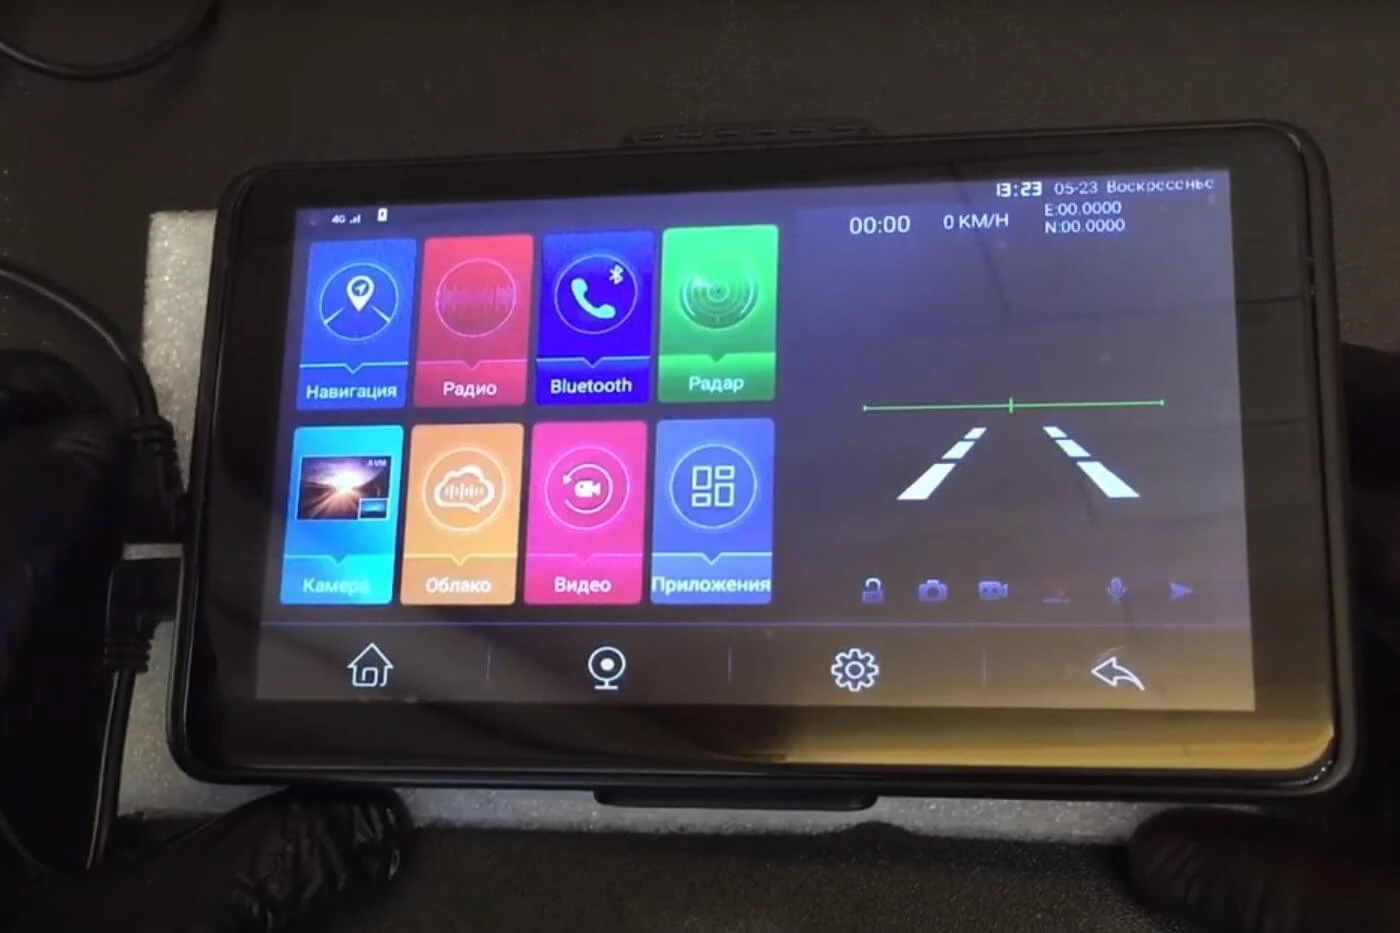 4G
13:23 05-23 Воскресенье
00:00 0 KM/H E:00.0000
N:00.0000
Навигация Радио Bluetooth Радар
AVM
Камера Облако Видео Приложения